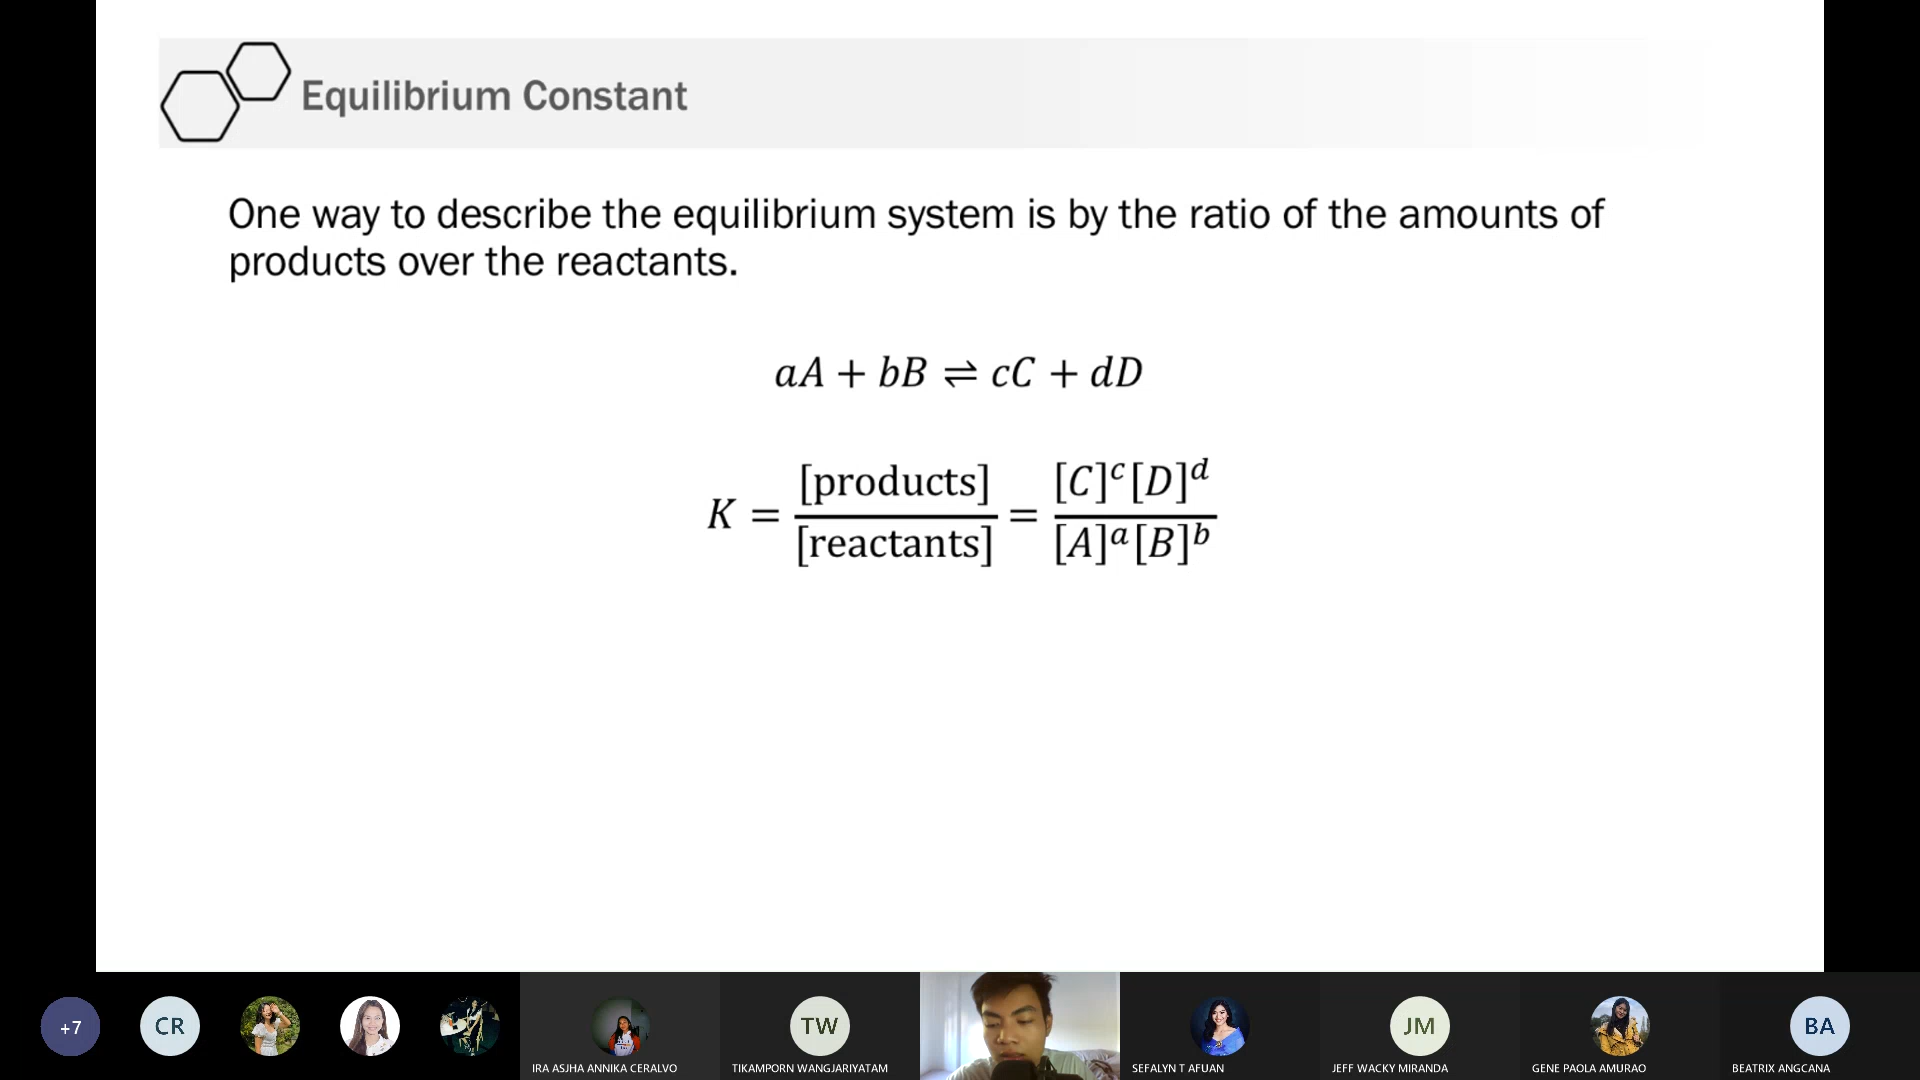 Equilibrium Constant
One way to describe the equilibrium system is by the ratio of the amounts of
products over the reactants.
aA + bB ⇌ cC + dD
K = [products]/[reactants] = [C]^c[D]^d/[A]^a[B]^b
+7
CR
TW
JM
BA
IRA ASJHA ANNIKA CERALVO
TIKAMPORN WANGJARIYATAM
SEFALYN T AFUAN
JEFF WACKY MIRANDA
GENE PAOLA AMURAO
BEATRIX ANGCANA